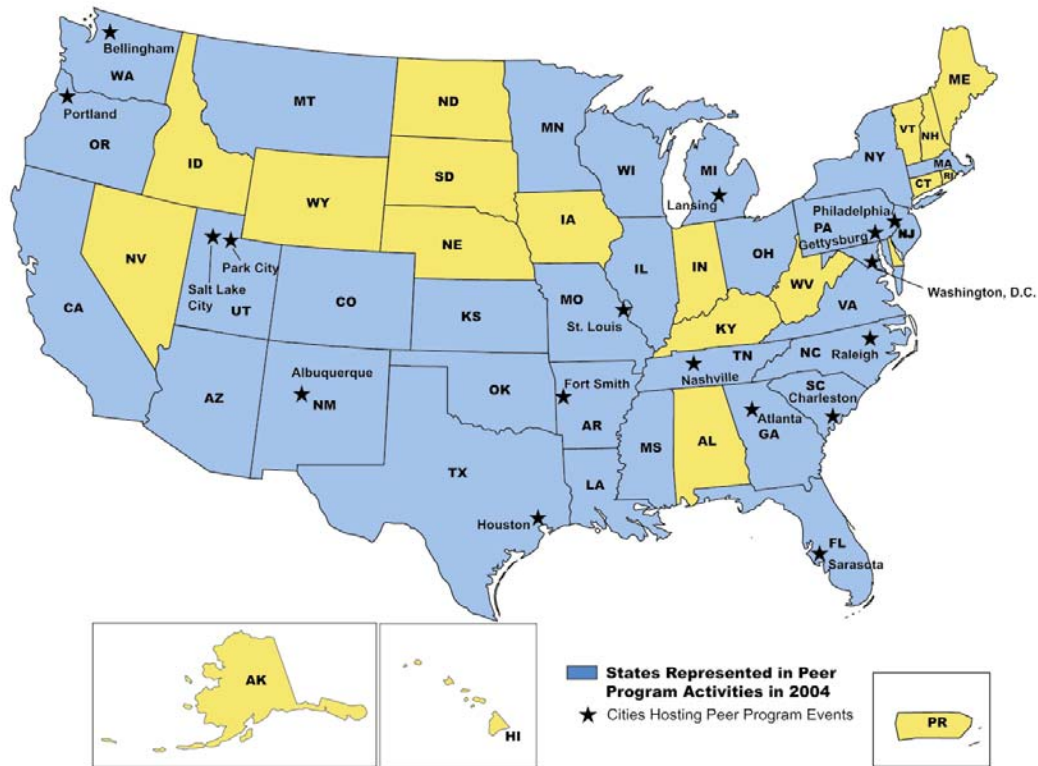 Bellingham
WA
Portland
OR
MT
ND
MN
ID
WY
SD
WI
MI
Lansing
ME
VT
NH
NY
MA
CT
RI
Philadelphia
PA
Gettysburg
NJ
NV
Park City
Salt Lake
City
UT
CA
NE
IA
IL
IN
OH
WV
VA
Washington, D.C.
CO
KS
MO
St. Louis
KY
TN
Nashville
NC
Raleigh
AZ
Albuquerque
NM
OK
Fort Smith
AR
SC
Charleston
Atlanta
GA
MS
AL
TX
LA
Houston
FL
Sarasota
AK
HI
PR
States Represented in Peer
Program Activities in 2004
Cities Hosting Peer Program Events